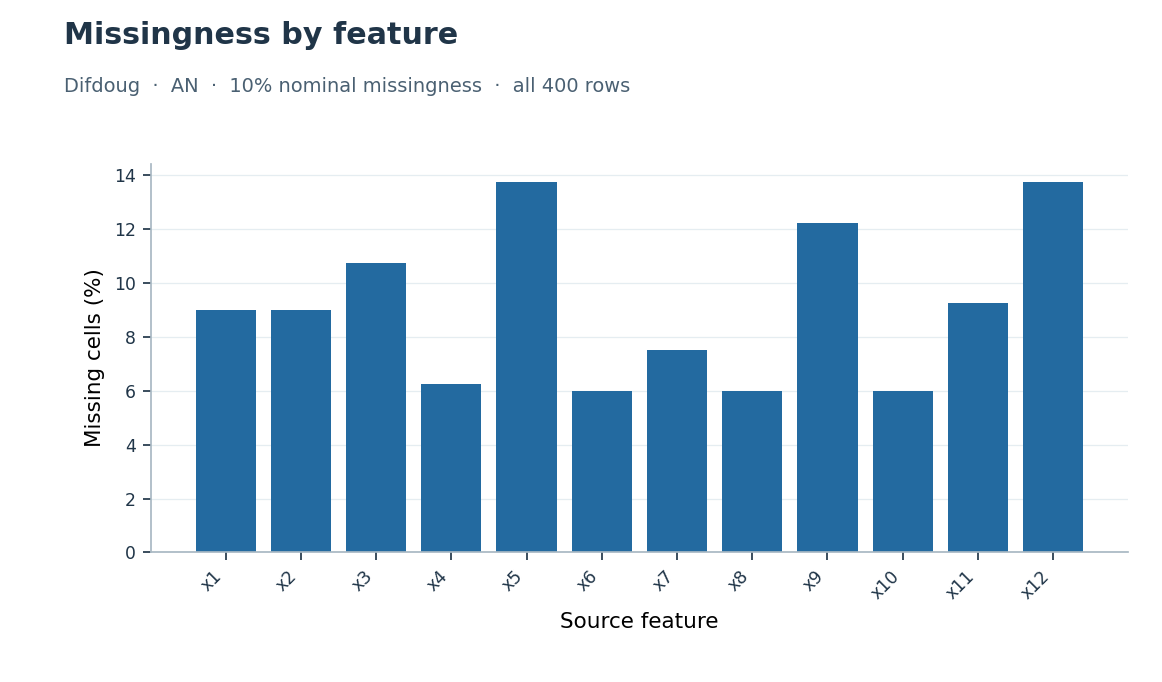 Missingness by feature
Difdoug · AN · 10% nominal missingness · all 400 rows
14
12
10
8
6
4
2
0
Missing cells (%)
x1 x2 x3 x4 x5 x6 x7 x8 x9 x10 x11 x12
Source feature